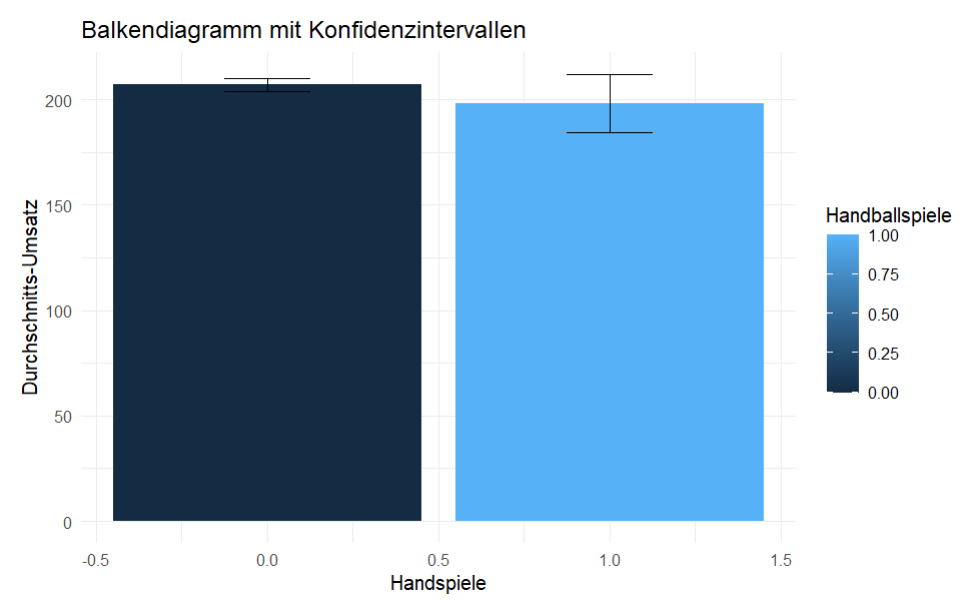 Balkendiagramm mit Konfidenzintervallen
Durchschnitts-Umsatz
200
150
100
50
0
-0.5 0.0 0.5 1.0 1.5
Handspiele
Handballspiele
1.00
0.75
0.50
0.25
0.00